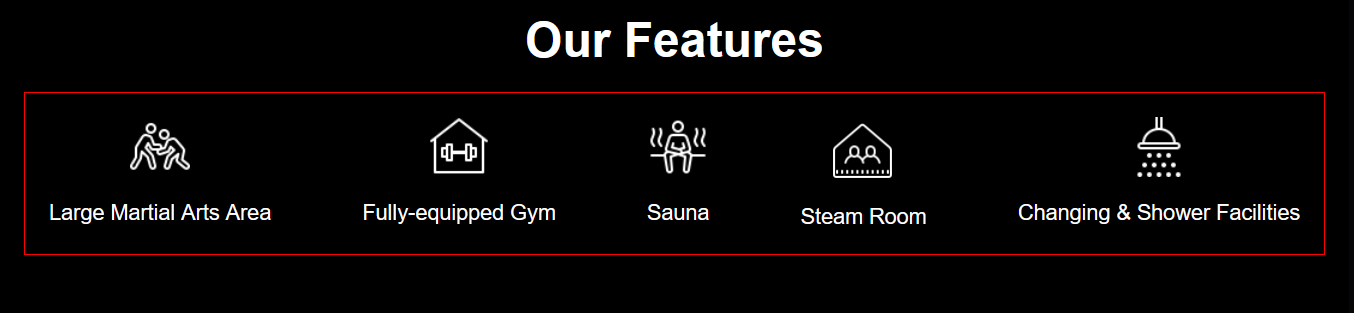 Our Features
Large Martial Arts Area
Fully-equipped Gym
Sauna
Steam Room
Changing & Shower Facilities